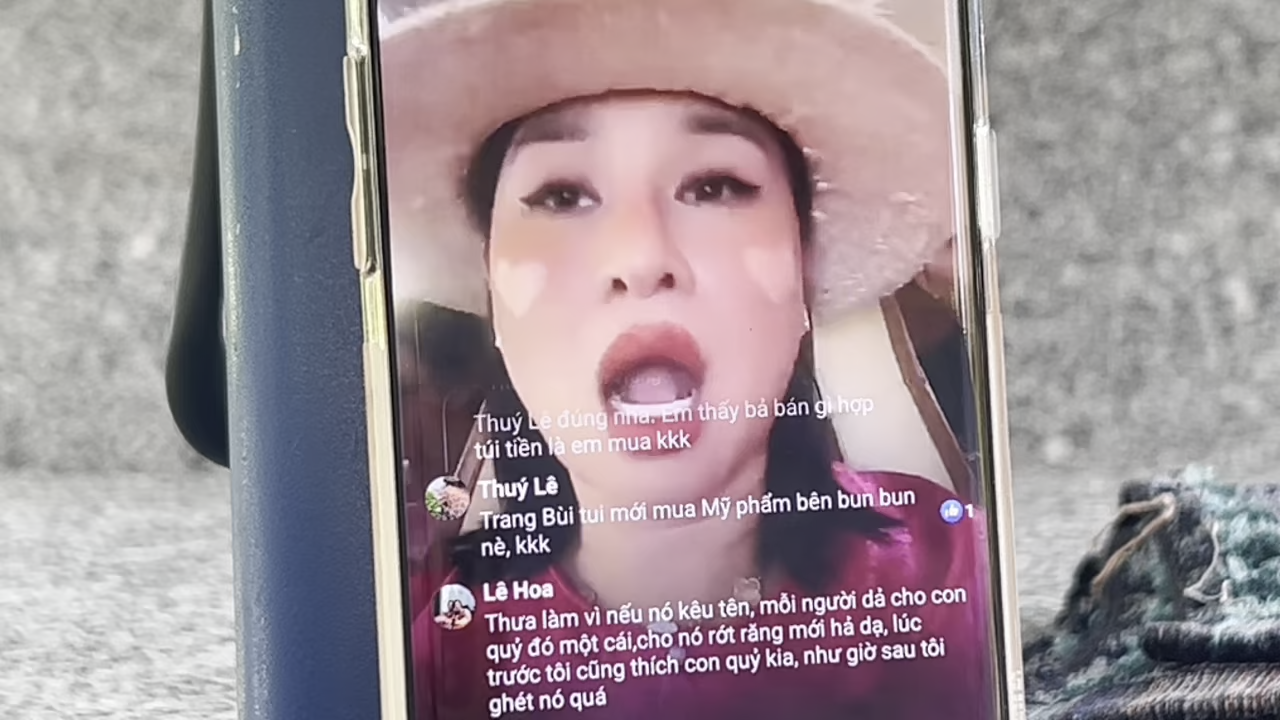 Thuý Lê đúng nha. Em thấy bả bán gì hợp
túi tiền là em mua kkk
Thuý Lê
Trang Bùi tui mới mua Mỹ phẩm bên bun bun
nè, kkk
1
Lê Hoa
Thưa làm vì nếu nó kêu tên, mỗi người dả cho con
quỷ đó một cái,cho nó rớt răng mới hả dạ, lúc
trước tôi cũng thích con quỷ kia, như giờ sau tôi
ghét nó quá